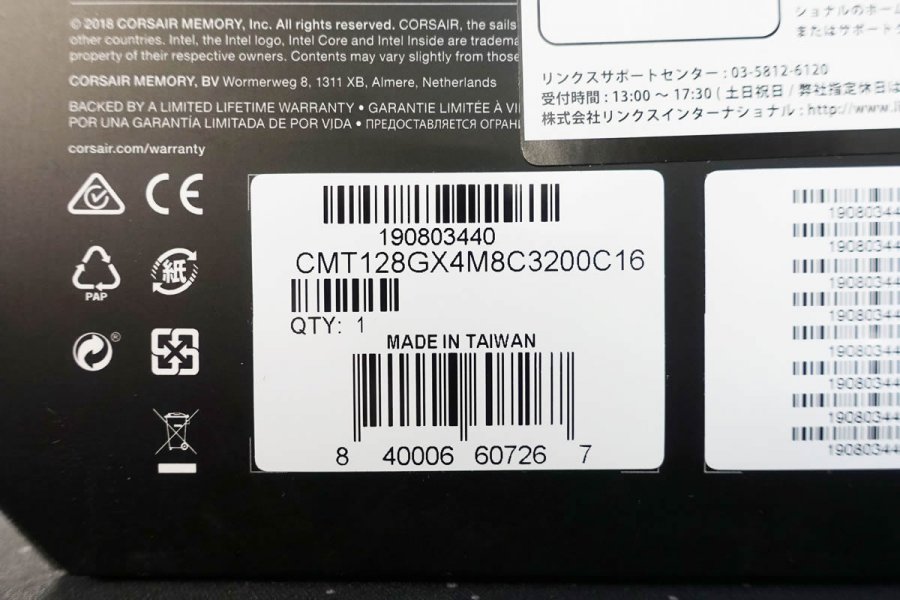 © 2018 CORSAIR MEMORY, Inc. All rights reserved. CORSAIR, the sails
other countries. Intel, the Intel logo, Intel Core and Intel Inside are
property of their respective owners. Contents may vary slightly from those
CORSAIR MEMORY, BV Wormerweg 8, 1311 XB, Almere, Netherlands
BACKED BY A LIMITED LIFETIME WARRANTY • GARANTIE LIMITÉE À
POR UNA GARANTÍA LIMITADA DE POR VIDA • ПРЕДОСТАВЛЯЕТСЯ
corsair.com/warranty
PAP
紙
ショナルのホーム
またはサポート
リンクスサポートセンター : 03-5812-6120
受付時間 : 13:00 ～ 17:30 ( 土日祝日 / 弊社指定休日は
株式会社リンクスインターナショナル : http://www.
190803440
CMT128GX4M8C3200C16
QTY: 1
MADE IN TAIWAN
8 40006 60726 7